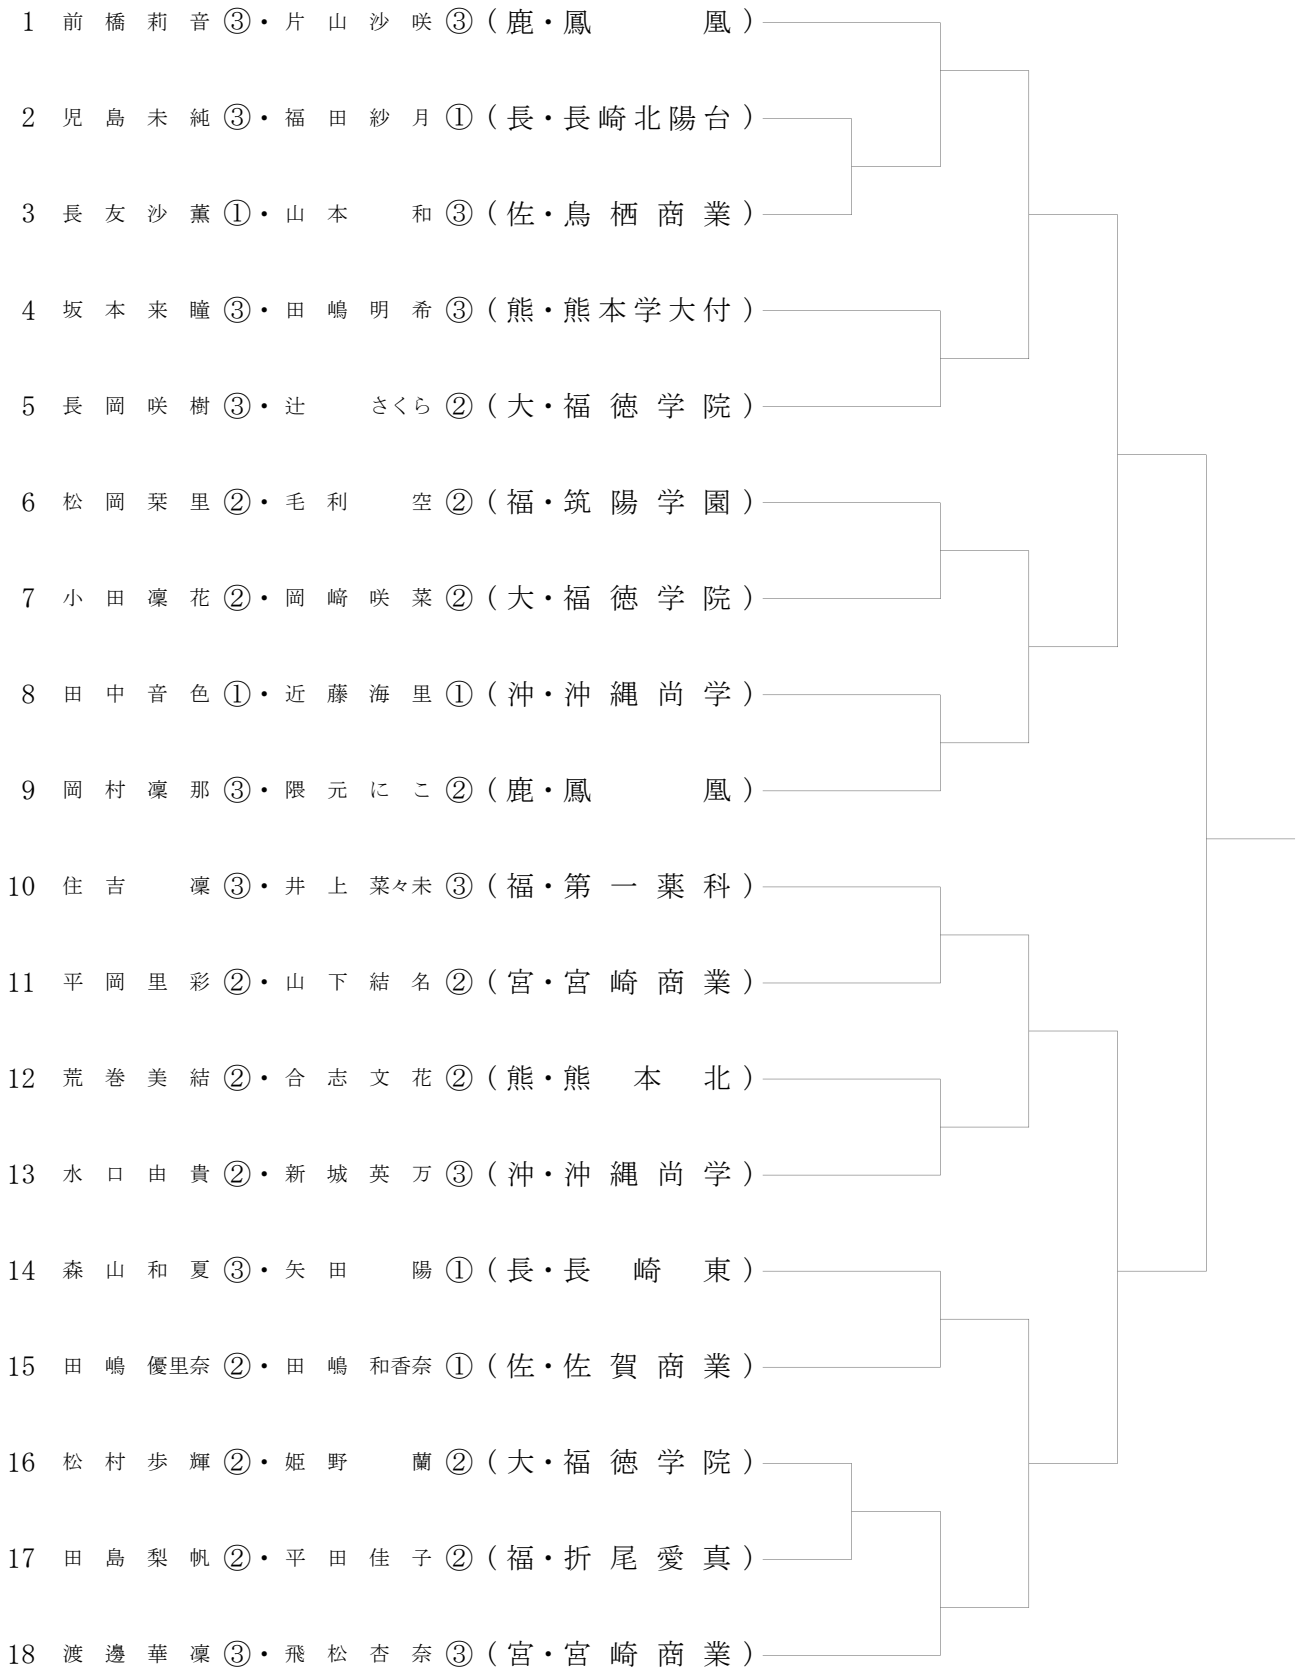 1 前橋莉音③・片山沙咲③(鹿・鳳凰)
2 児島未純③・福田紗月①(長・長崎北陽台)
3 長友沙薫①・山本和③(佐・鳥栖商業)
4 坂本来瞳③・田嶋明希③(熊・熊本学大付)
5 長岡咲樹③・辻さくら②(大・福徳学院)
6 松岡栞里②・毛利空②(福・筑陽学園)
7 小田凜花②・岡﨑咲菜②(大・福徳学院)
8 田中音色①・近藤海里①(沖・沖縄尚学)
9 岡村凜那③・隈元にこ②(鹿・鳳凰)
10 住吉凜③・井上菜々未③(福・第一薬科)
11 平岡里彩②・山下結名②(宮・宮崎商業)
12 荒巻美結②・合志文花②(熊・熊本北)
13 水口由貴②・新城英万③(沖・沖縄尚学)
14 森山和夏③・矢田陽①(長・長崎東)
15 田嶋優里奈②・田嶋和香奈①(佐・佐賀商業)
16 松村歩輝②・姫野蘭②(大・福徳学院)
17 田島梨帆②・平田佳子②(福・折尾愛真)
18 渡邊華凜③・飛松杏奈③(宮・宮崎商業)